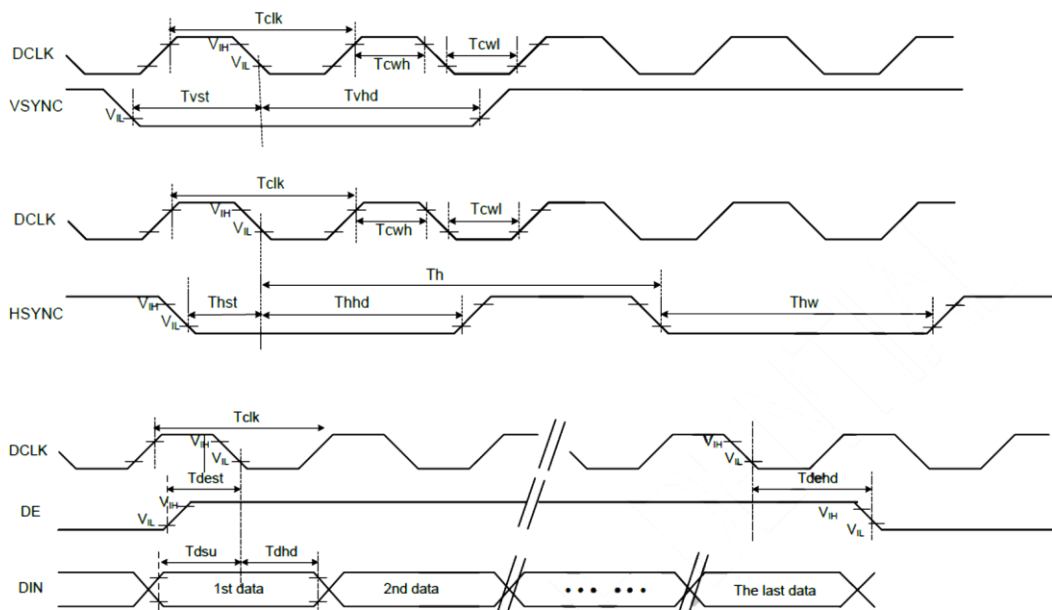 Tclk
DCLK
VIH
VIL
Tcwh
Tcwl
VSYNC
VIL
Tvst
Tvhd
Tclk
DCLK
VIH
VIL
Tcwh
Tcwl
Th
HSYNC
VIH
VIL
Thst
Thhd
Thw
Tclk
DCLK
VIH
VIL
VIH
VIL
Tdest
Tdehd
DE
VIH
VIL
VIH
VIL
Tdsu
Tdhd
DIN
1st data
2nd data
••• •••
The last data